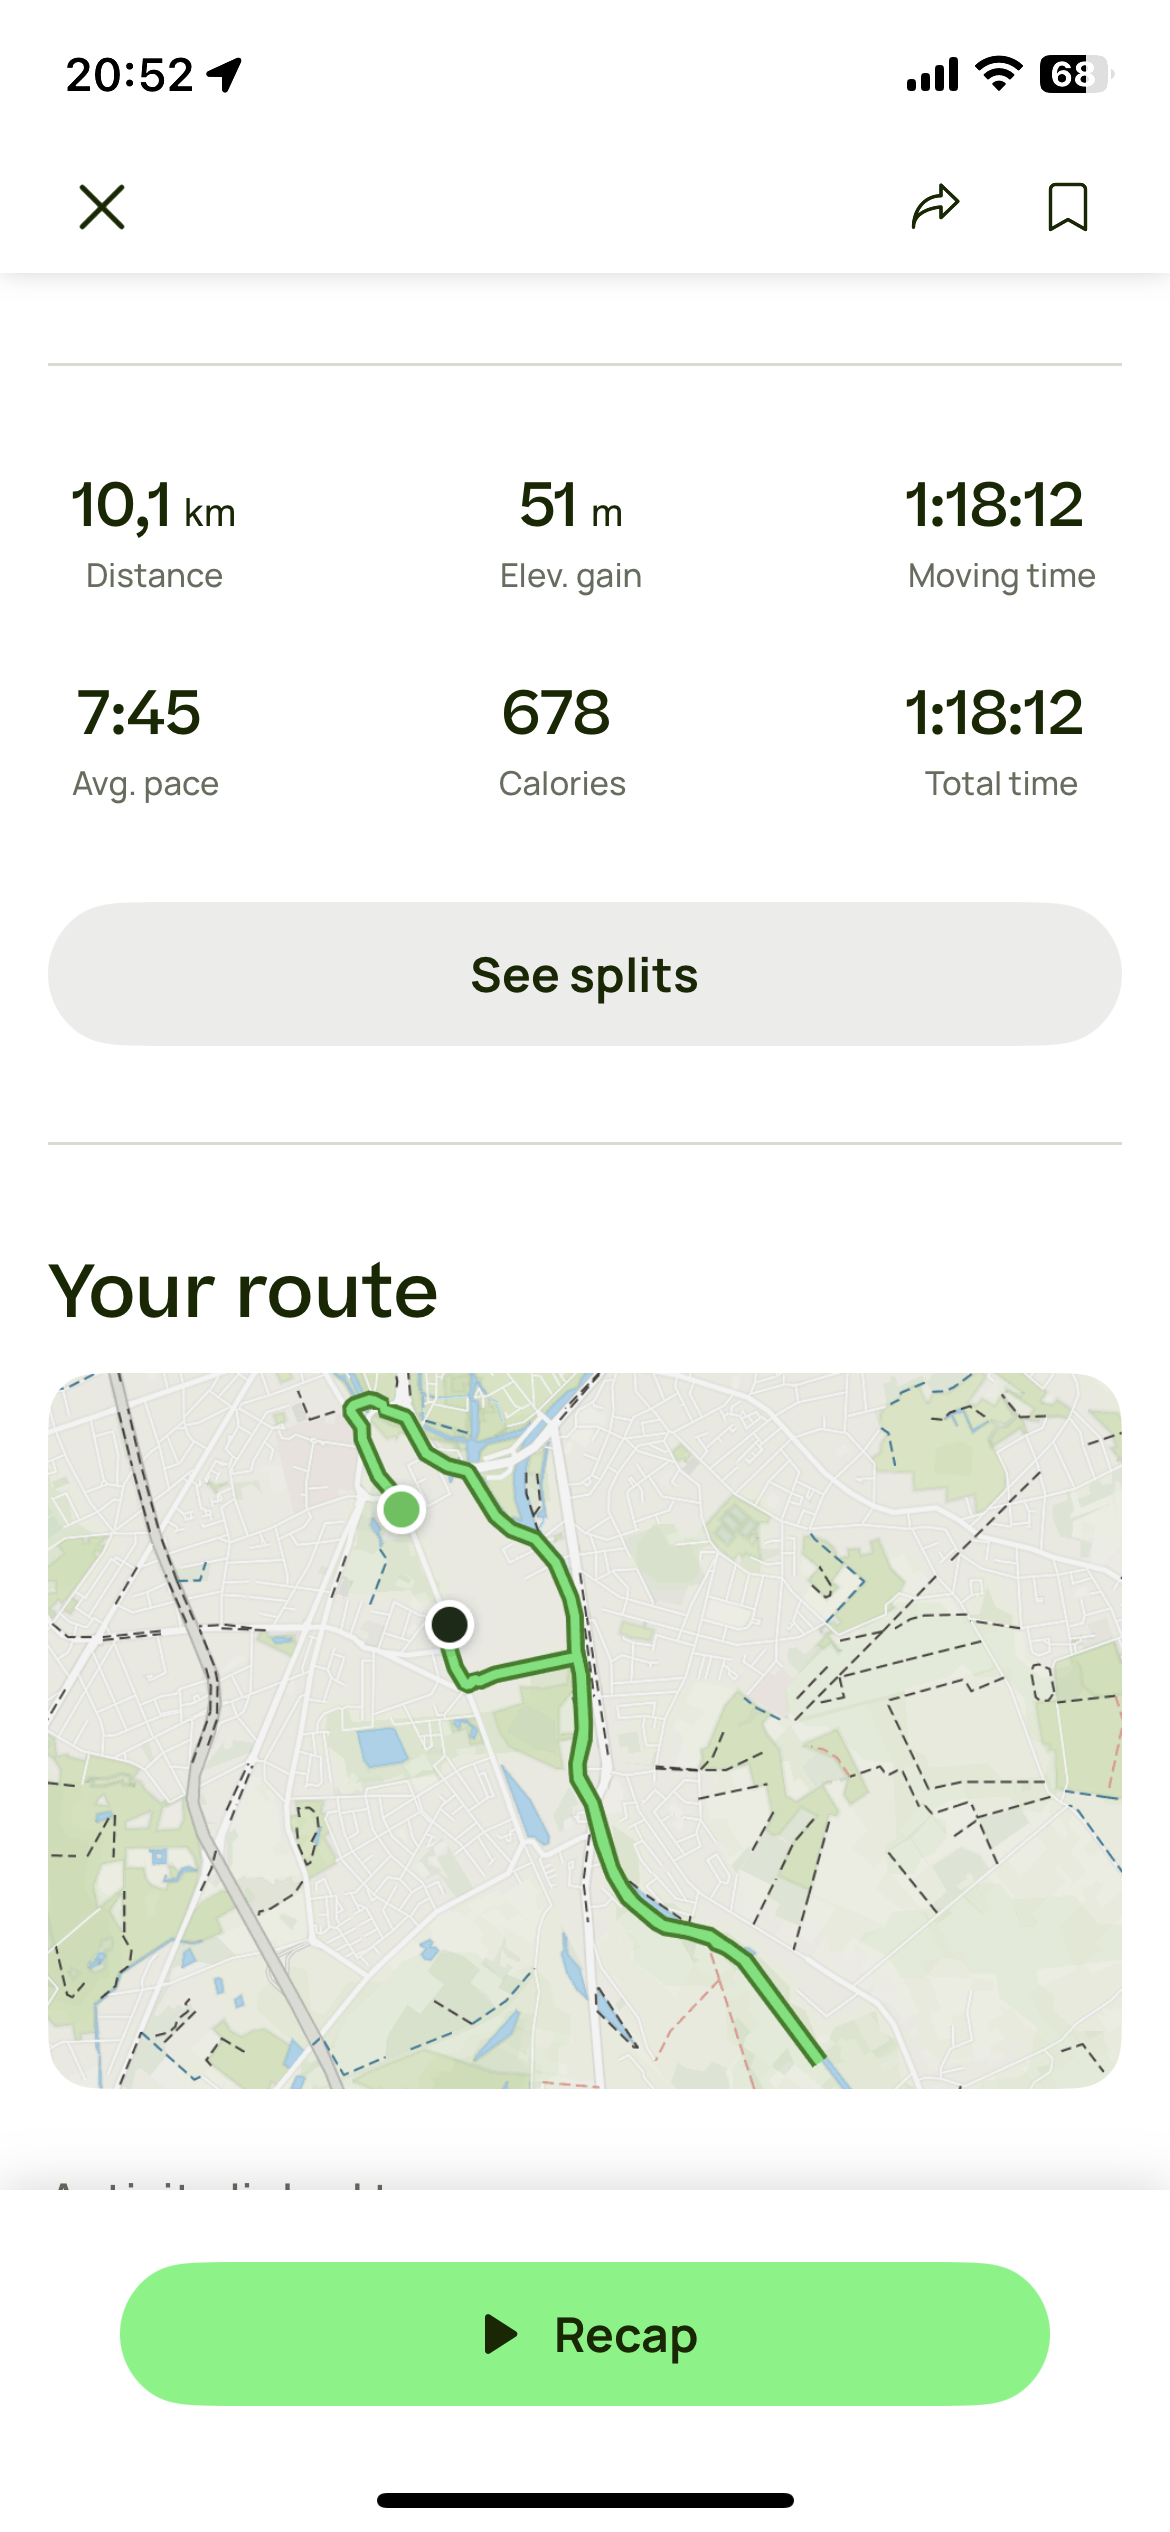 20:52
68
10,1 km
51 m
1:18:12
Distance
Elev. gain
Moving time
7:45
678
1:18:12
Avg. pace
Calories
Total time
See splits
Your route
Recap